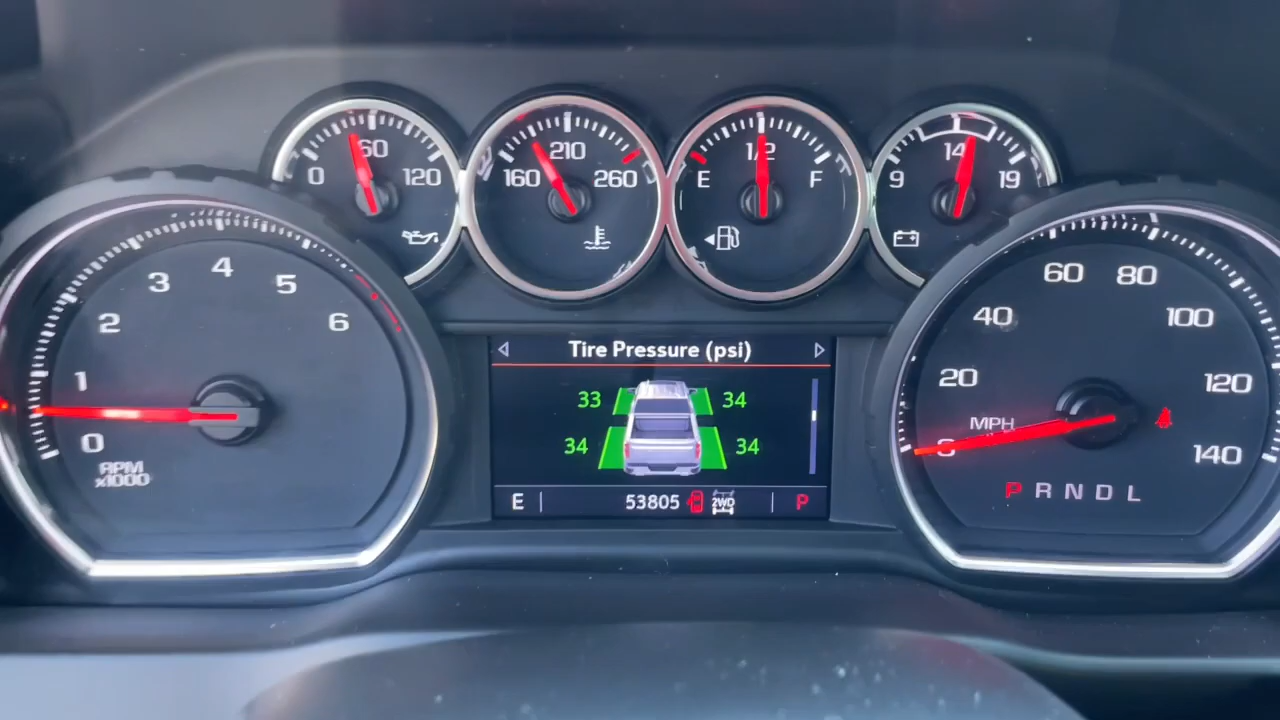 0 60 120
160 210 260
E 1/2 F
9 14 19
0 1 2 3 4 5 6
RPM
x1000
Tire Pressure (psi)
33 34
34 34
E 53805 2WD P
0 20 40 60 80 100 120 140
MPH
P R N D L